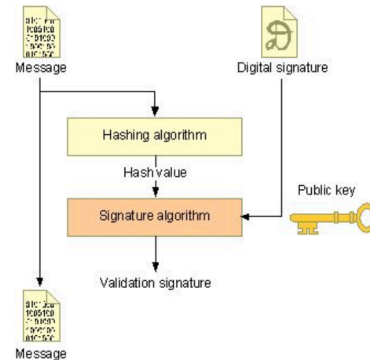 Message
Digital signature
Hashing algorithm
Hash value
Public key
Signature algorithm
Validation signature
Message